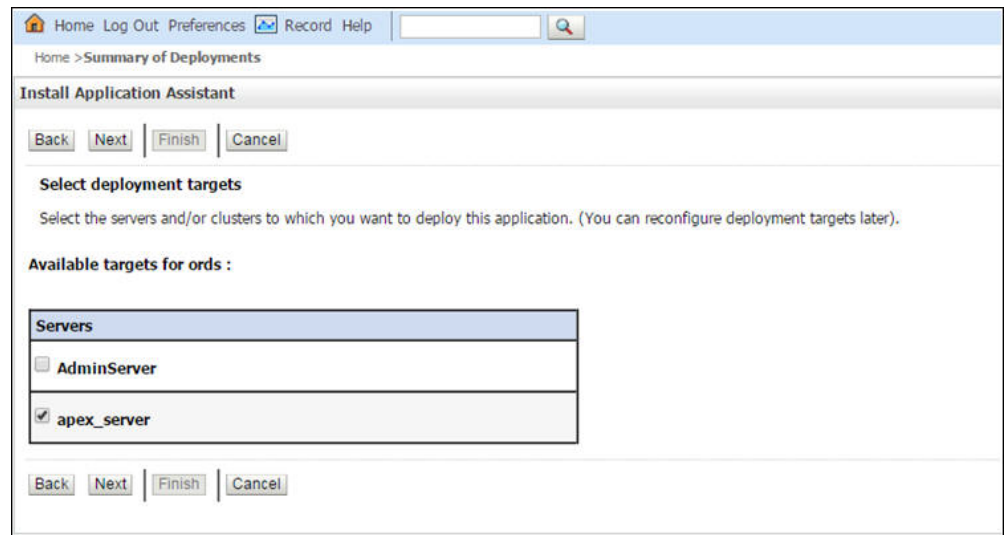 Home Log Out Preferences Record Help
Home >Summary of Deployments
Install Application Assistant
Back Next Finish Cancel
Select deployment targets
Select the servers and/or clusters to which you want to deploy this application. (You can reconfigure deployment targets later).
Available targets for ords :
Servers
AdminServer
apex_server
Back Next Finish Cancel